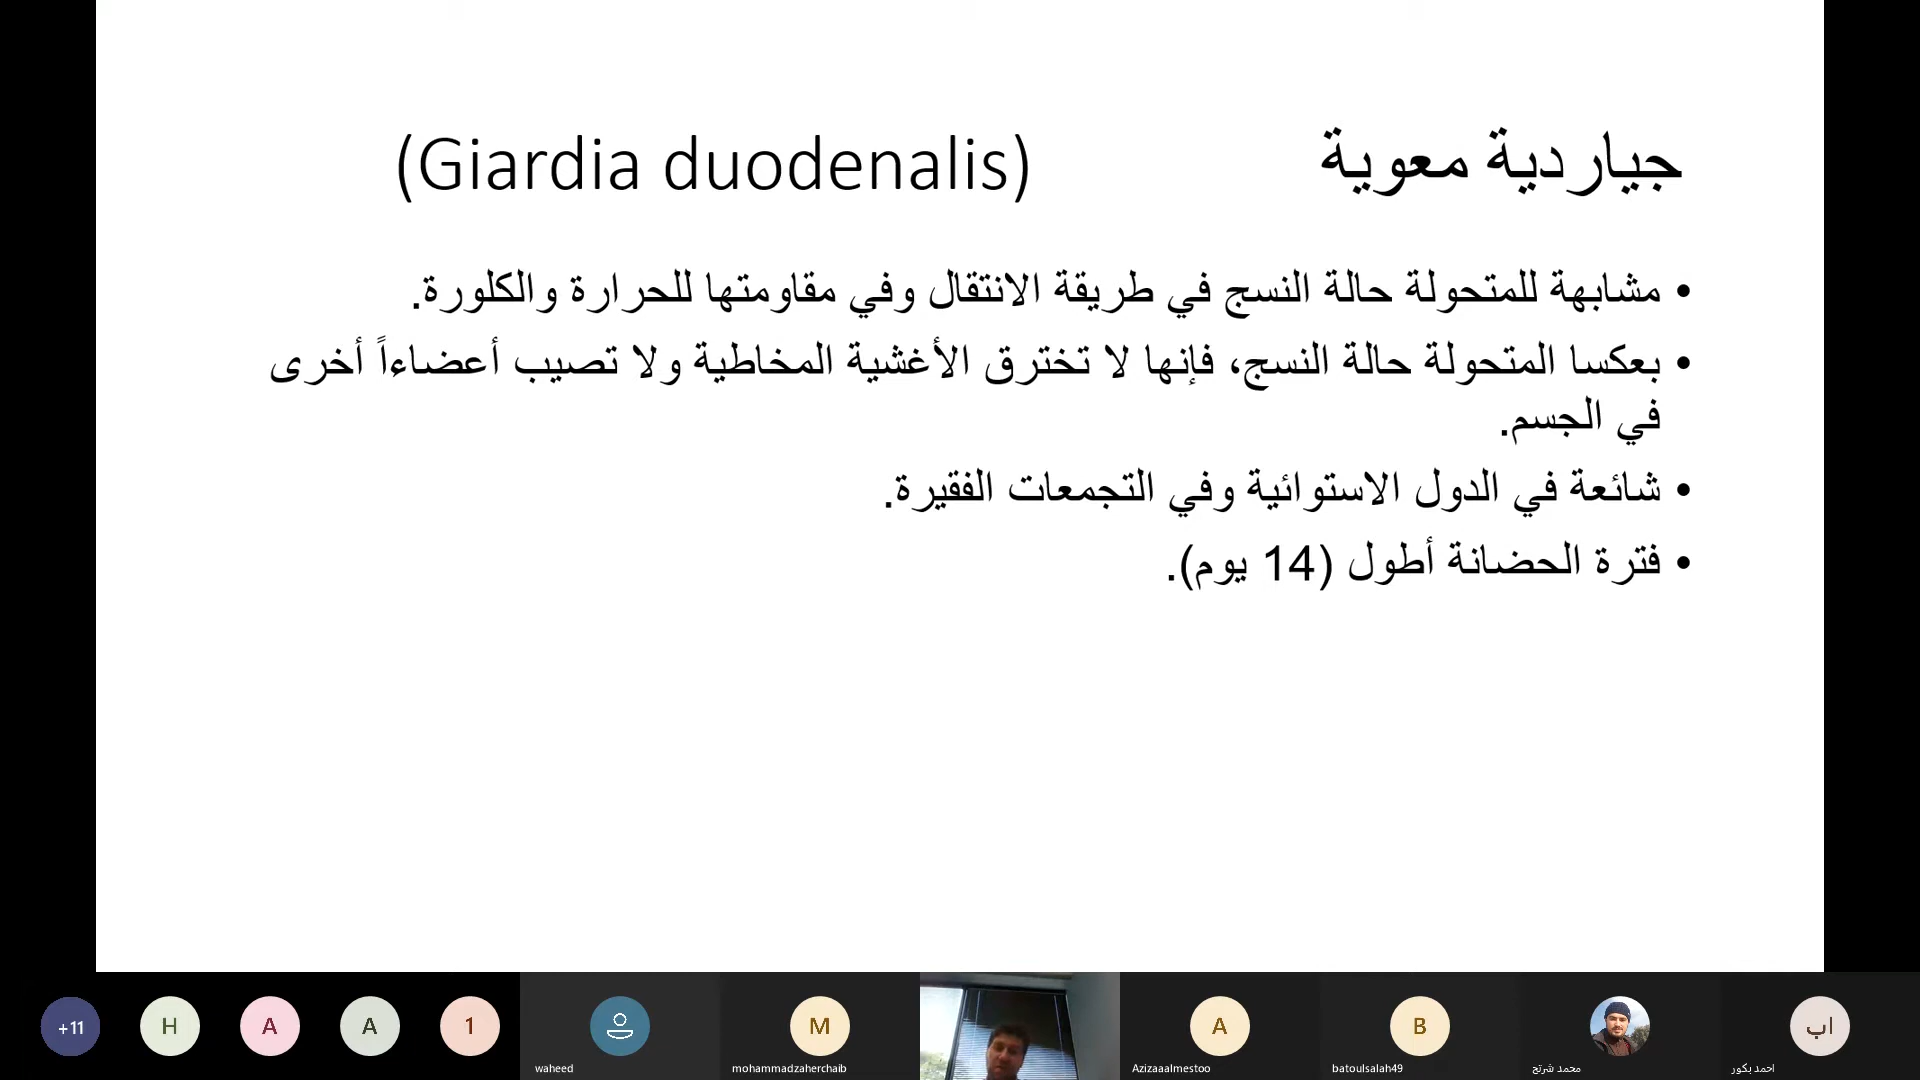 جياردية معوية (Giardia duodenalis)
• مشابهة للمتحولة حالة النسج في طريقة الانتقال وفي مقاومتها للحرارة والكلورة.
• بعكسا المتحولة حالة النسج، فإنها لا تخترق الأغشية المخاطية ولا تصيب أعضاءاً أخرى
في الجسم.
• شائعة في الدول الاستوائية وفي التجمعات الفقيرة.
• فترة الحضانة أطول (14 يوم).
+11 H A A 1 M A B اب
waheed mohammadzaherchaib Azizaaalmestoo batoulsalah49 محمد شرتح احمد بكور